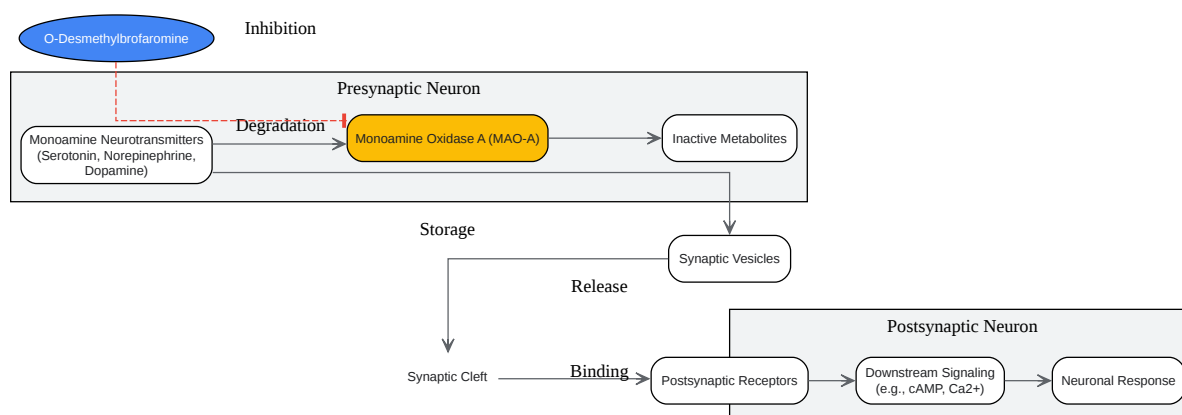 O-Desmethylbrofaromine
Inhibition
Presynaptic Neuron
Degradation
Monoamine Neurotransmitters
(Serotonin, Norepinephrine,
Dopamine)
Monoamine Oxidase A (MAO-A)
Inactive Metabolites
Storage
Synaptic Vesicles
Release
Postsynaptic Neuron
Synaptic Cleft
Binding
Postsynaptic Receptors
Downstream Signaling
(e.g., cAMP, Ca2+)
Neuronal Response